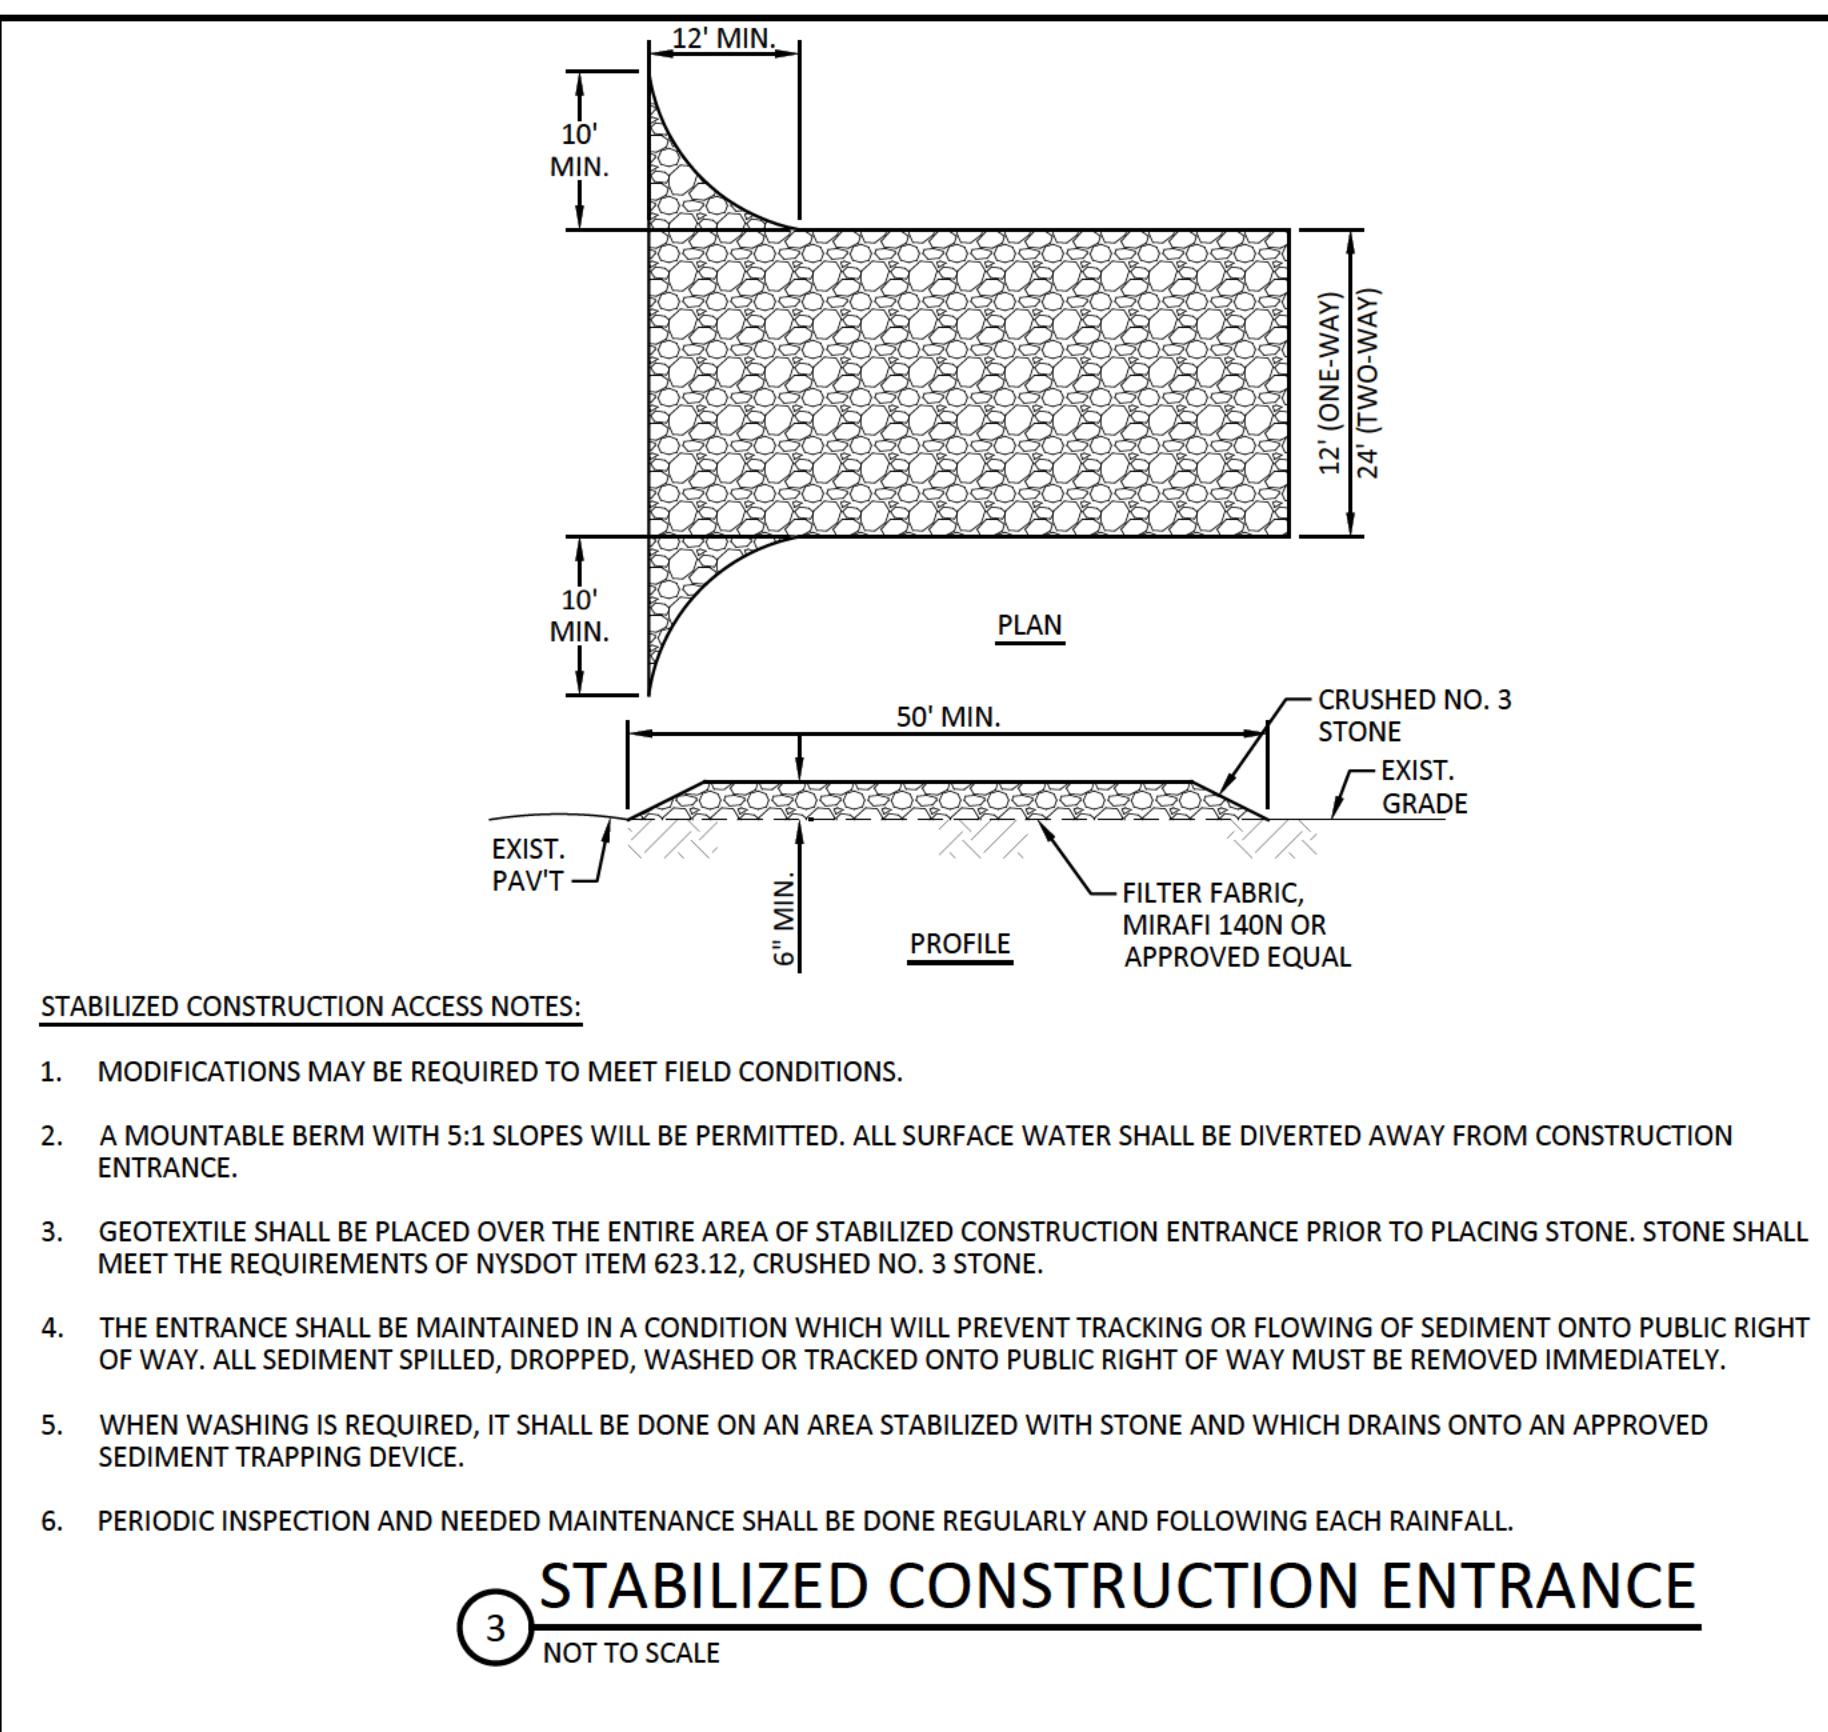 12' MIN.
10'
MIN.
12' (ONE-WAY)
24' (TWO-WAY)
10'
MIN.
PLAN
50' MIN.
CRUSHED NO. 3
STONE
EXIST.
GRADE
EXIST.
PAV'T
6" MIN.
FILTER FABRIC,
MIRAFI 140N OR
APPROVED EQUAL
PROFILE
STABILIZED CONSTRUCTION ACCESS NOTES:
1. MODIFICATIONS MAY BE REQUIRED TO MEET FIELD CONDITIONS.
2. A MOUNTABLE BERM WITH 5:1 SLOPES WILL BE PERMITTED. ALL SURFACE WATER SHALL BE DIVERTED AWAY FROM CONSTRUCTION
ENTRANCE.
3. GEOTEXTILE SHALL BE PLACED OVER THE ENTIRE AREA OF STABILIZED CONSTRUCTION ENTRANCE PRIOR TO PLACING STONE. STONE SHALL
MEET THE REQUIREMENTS OF NYSDOT ITEM 623.12, CRUSHED NO. 3 STONE.
4. THE ENTRANCE SHALL BE MAINTAINED IN A CONDITION WHICH WILL PREVENT TRACKING OR FLOWING OF SEDIMENT ONTO PUBLIC RIGHT
OF WAY. ALL SEDIMENT SPILLED, DROPPED, WASHED OR TRACKED ONTO PUBLIC RIGHT OF WAY MUST BE REMOVED IMMEDIATELY.
5. WHEN WASHING IS REQUIRED, IT SHALL BE DONE ON AN AREA STABILIZED WITH STONE AND WHICH DRAINS ONTO AN APPROVED
SEDIMENT TRAPPING DEVICE.
6. PERIODIC INSPECTION AND NEEDED MAINTENANCE SHALL BE DONE REGULARLY AND FOLLOWING EACH RAINFALL.
3 STABILIZED CONSTRUCTION ENTRANCE
NOT TO SCALE